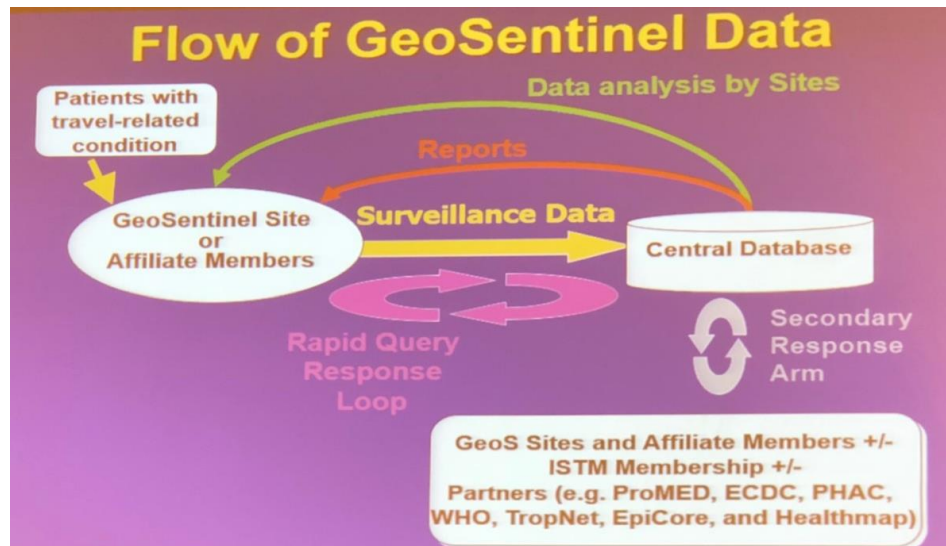 Flow of GeoSentinel Data
Data analysis by Sites
Patients with
travel-related
condition
Reports
GeoSentinel Site
or
Affiliate Members
Surveillance Data
Central Database
Rapid Query
Response
Loop
Secondary
Response
Arm
GeoS Sites and Affiliate Members +/-
ISTM Membership +/-
Partners (e.g. ProMED, ECDC, PHAC,
WHO, TropNet, EpiCore, and Healthmap)